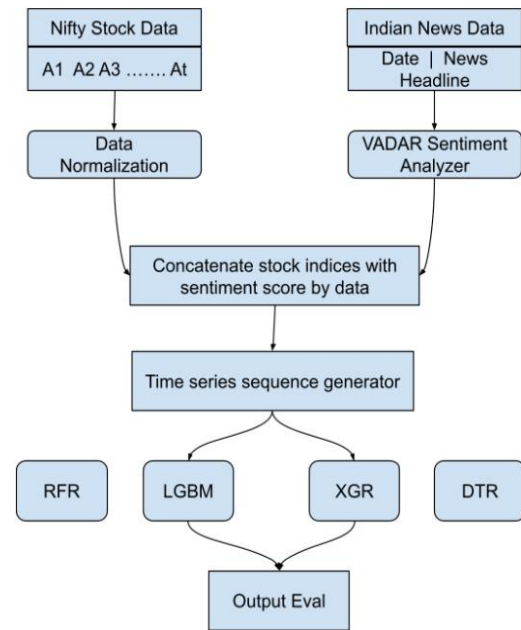 Nifty Stock Data
A1 A2 A3 ....... At
Indian News Data
Date | News
Headline
Data
Normalization
VADAR Sentiment
Analyzer
Concatenate stock indices with
sentiment score by data
Time series sequence generator
RFR
LGBM
XGR
DTR
Output Eval